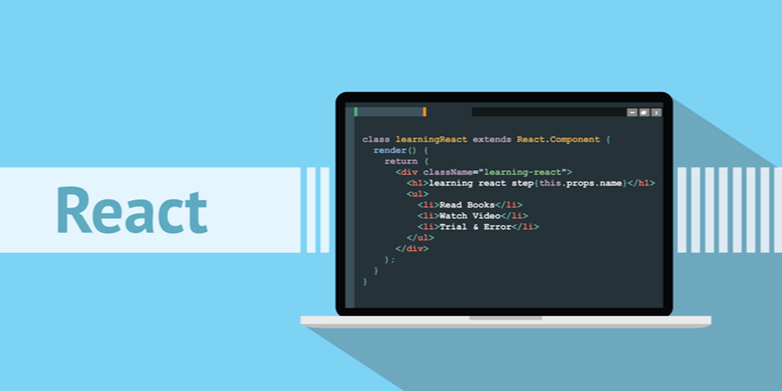 React
class learningReact extends React.Component {
render() {
return (
<div className="learning-react">
<h1>learning react step{this.props.name}</h1>
<ul>
<li>Read Books</li>
<li>Watch Video</li>
<li>Trial & Error</li>
</ul>
</div>
);
}
}